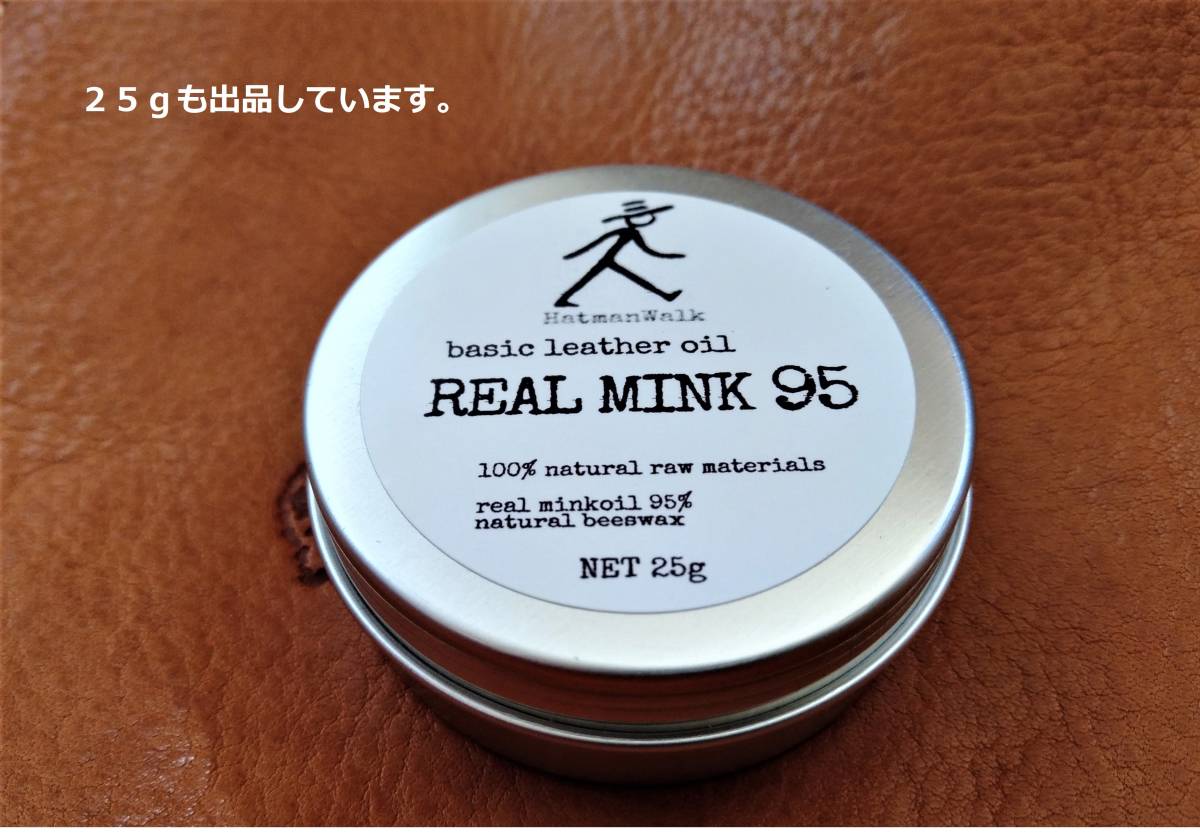 ２５ｇも出品しています。
HatmanWalk
basic leather oil
REAL MINK 95
100% natural raw materials
real minkoil 95%
natural beeswax
NET 25g